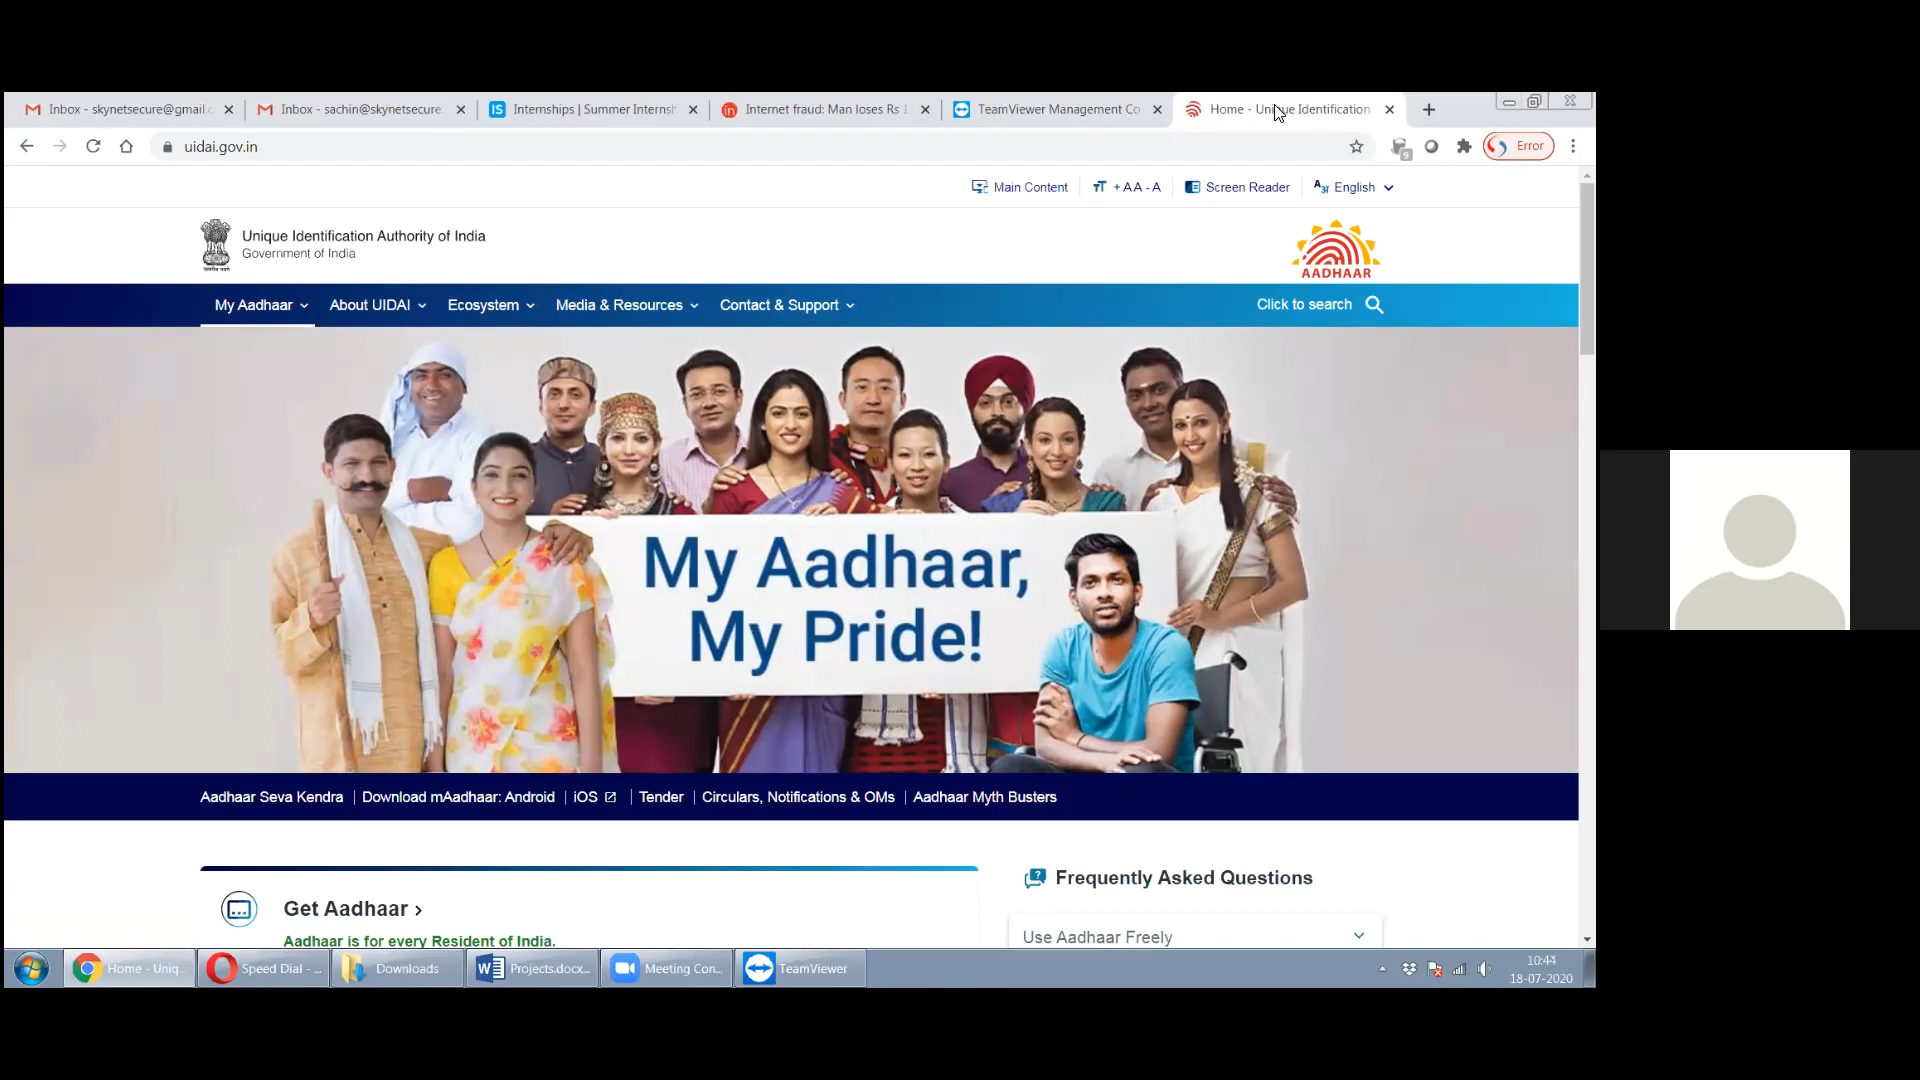 Inbox - skynetsecure@gmail.c
Inbox - sachin@skynetsecure.
Internships | Summer Internsh
Internet fraud: Man loses Rs 1
TeamViewer Management Co
Home - Unique Identification
uidai.gov.in
9
Error
Main Content
+ A A - A
Screen Reader
English
Unique Identification Authority of India
Government of India
AADHAAR
My Aadhaar
About UIDAI
Ecosystem
Media & Resources
Contact & Support
Click to search
My Aadhaar,
My Pride!
Aadhaar Seva Kendra
Download mAadhaar: Android
iOS
Tender
Circulars, Notifications & OMs
Aadhaar Myth Busters
Get Aadhaar ›
Aadhaar is for every Resident of India.
Frequently Asked Questions
Use Aadhaar Freely
Home - Uniq...
Speed Dial - ...
Downloads
Projects.docx...
Meeting Con...
TeamViewer
10:44
18-07-2020